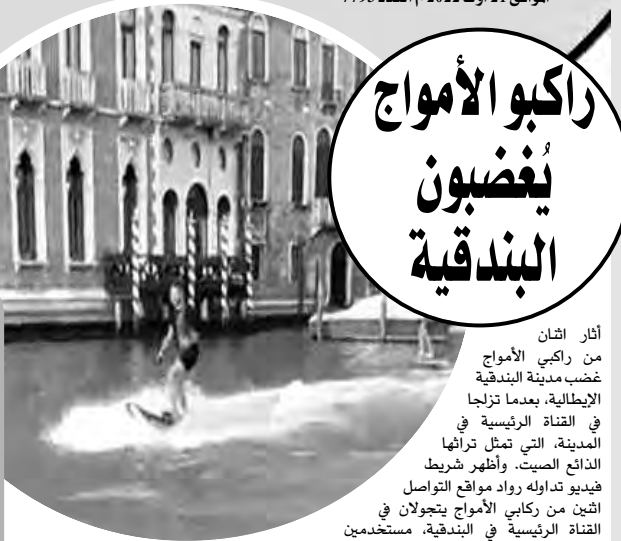 راكبو الأمواج
يُغضبون
البندقية
أثار اثنان
من راكبي الأمواج
غضب مدينة البندقية
الإيطالية، بعدما تزلجا
في القناة الرئيسية في
المدينة، التي تمثل تراثها
الذائع الصيت. وأظهر شريط
فيديو تداوله رواد مواقع التواصل
اثنين من ركابي الأمواج يتجولان في
القناة الرئيسية في البندقية، مستخدمين